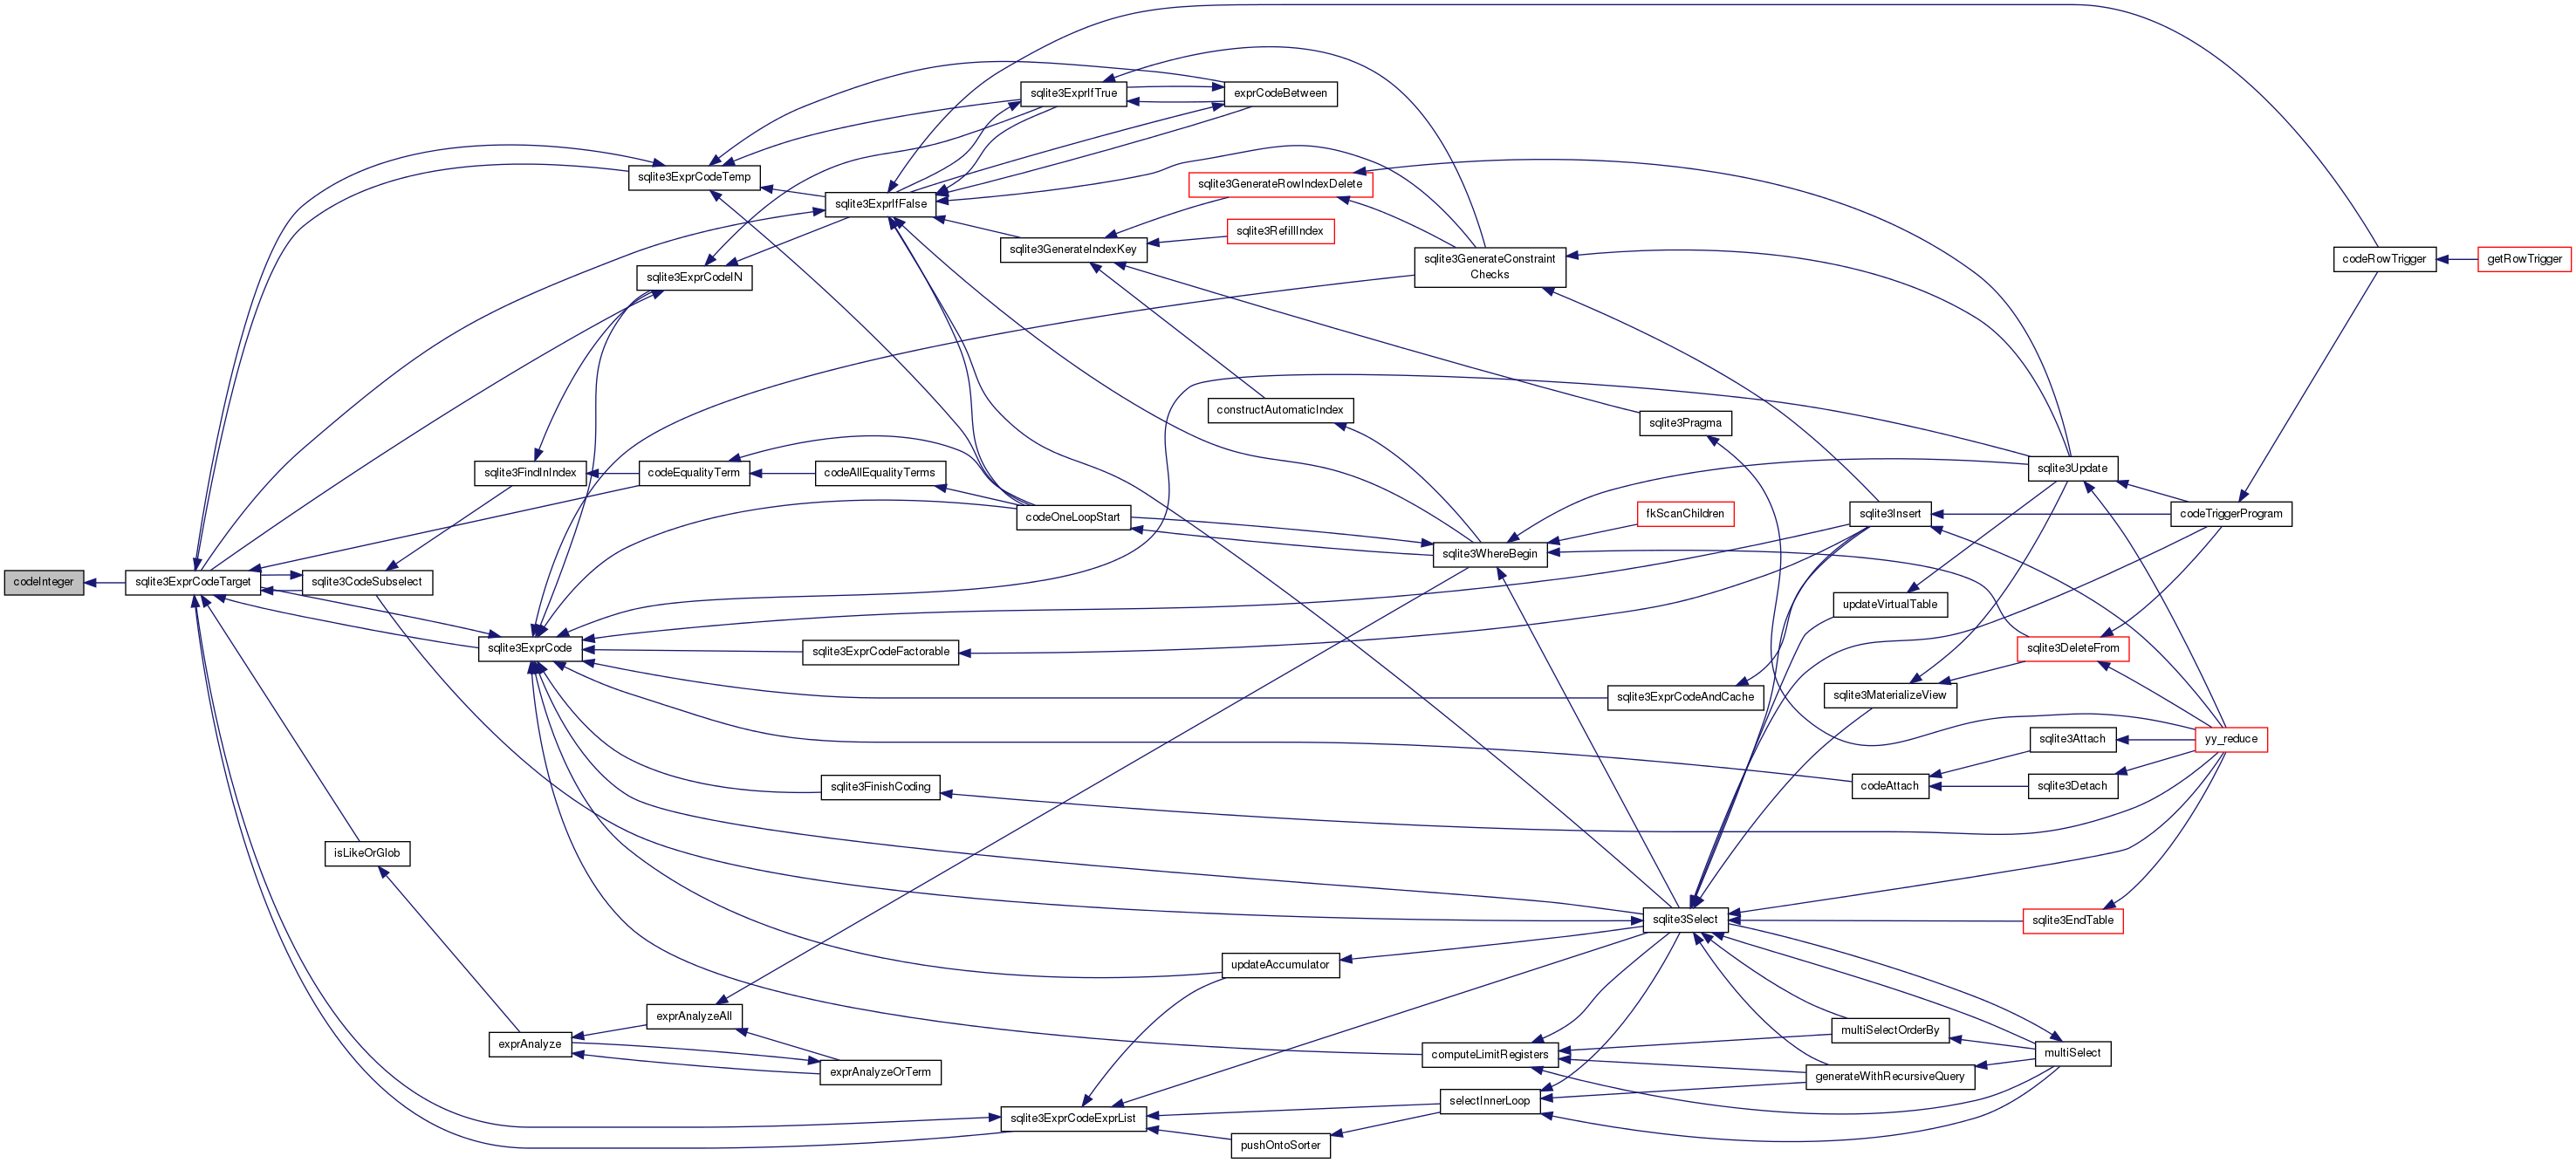 codeInteger
sqlite3ExprCodeTarget
sqlite3ExprCodeTemp
sqlite3ExprCodeIN
sqlite3FindInIndex
sqlite3CodeSubselect
sqlite3ExprCode
isLikeOrGlob
exprAnalyze
exprAnalyzeAll
exprAnalyzeOrTerm
sqlite3ExprIfTrue
exprCodeBetween
sqlite3ExprIfFalse
sqlite3GenerateRowIndexDelete
sqlite3RefillIndex
sqlite3GenerateIndexKey
sqlite3GenerateConstraint
Checks
codeRowTrigger
getRowTrigger
constructAutomaticIndex
sqlite3Pragma
codeEqualityTerm
codeAllEqualityTerms
codeOneLoopStart
sqlite3WhereBegin
fkScanChildren
sqlite3Insert
sqlite3Update
codeTriggerProgram
updateVirtualTable
sqlite3DeleteFrom
sqlite3MaterializeView
sqlite3ExprCodeFactorable
sqlite3ExprCodeAndCache
sqlite3Attach
yy_reduce
codeAttach
sqlite3Detach
sqlite3FinishCoding
sqlite3Select
sqlite3EndTable
updateAccumulator
multiSelectOrderBy
computeLimitRegisters
multiSelect
generateWithRecursiveQuery
selectInnerLoop
sqlite3ExprCodeExprList
pushOntoSorter